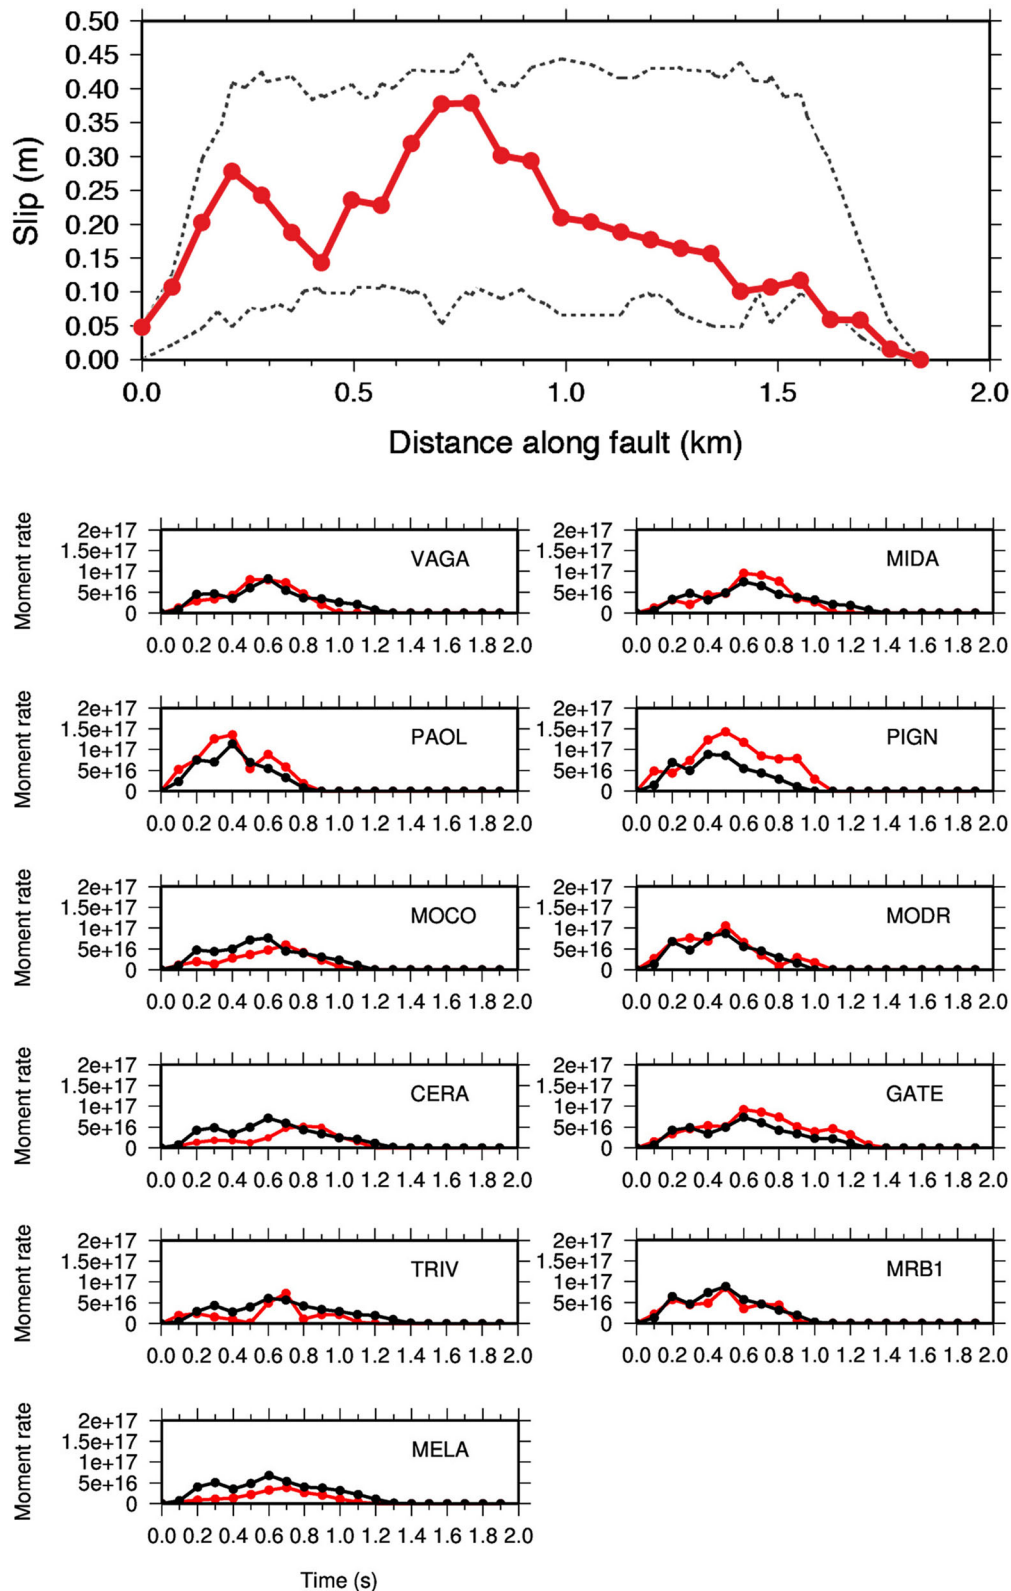 0.50
0.45
0.40
0.35
0.30
0.25
0.20
0.15
0.10
0.05
0.00
Slip (m)
0.0 0.5 1.0 1.5 2.0
Distance along fault (km)
Moment rate
2e+17
1.5e+17
1e+17
5e+16
0
VAGA
0.0 0.2 0.4 0.6 0.8 1.0 1.2 1.4 1.6 1.8 2.0
2e+17
1.5e+17
1e+17
5e+16
0
MIDA
0.0 0.2 0.4 0.6 0.8 1.0 1.2 1.4 1.6 1.8 2.0
Moment rate
2e+17
1.5e+17
1e+17
5e+16
0
PAOL
0.0 0.2 0.4 0.6 0.8 1.0 1.2 1.4 1.6 1.8 2.0
2e+17
1.5e+17
1e+17
5e+16
0
PIGN
0.0 0.2 0.4 0.6 0.8 1.0 1.2 1.4 1.6 1.8 2.0
Moment rate
2e+17
1.5e+17
1e+17
5e+16
0
MOCO
0.0 0.2 0.4 0.6 0.8 1.0 1.2 1.4 1.6 1.8 2.0
2e+17
1.5e+17
1e+17
5e+16
0
MODR
0.0 0.2 0.4 0.6 0.8 1.0 1.2 1.4 1.6 1.8 2.0
Moment rate
2e+17
1.5e+17
1e+17
5e+16
0
CERA
0.0 0.2 0.4 0.6 0.8 1.0 1.2 1.4 1.6 1.8 2.0
2e+17
1.5e+17
1e+17
5e+16
0
GATE
0.0 0.2 0.4 0.6 0.8 1.0 1.2 1.4 1.6 1.8 2.0
Moment rate
2e+17
1.5e+17
1e+17
5e+16
0
TRIV
0.0 0.2 0.4 0.6 0.8 1.0 1.2 1.4 1.6 1.8 2.0
2e+17
1.5e+17
1e+17
5e+16
0
MRB1
0.0 0.2 0.4 0.6 0.8 1.0 1.2 1.4 1.6 1.8 2.0
Moment rate
2e+17
1.5e+17
1e+17
5e+16
0
MELA
0.0 0.2 0.4 0.6 0.8 1.0 1.2 1.4 1.6 1.8 2.0
Time (s)